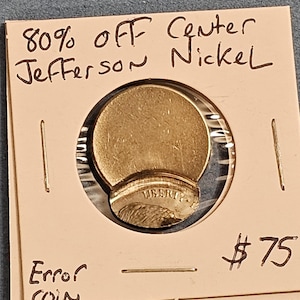 80% OFF Center
Jefferson Nickel
LIBERTY
$75
Error
COIN